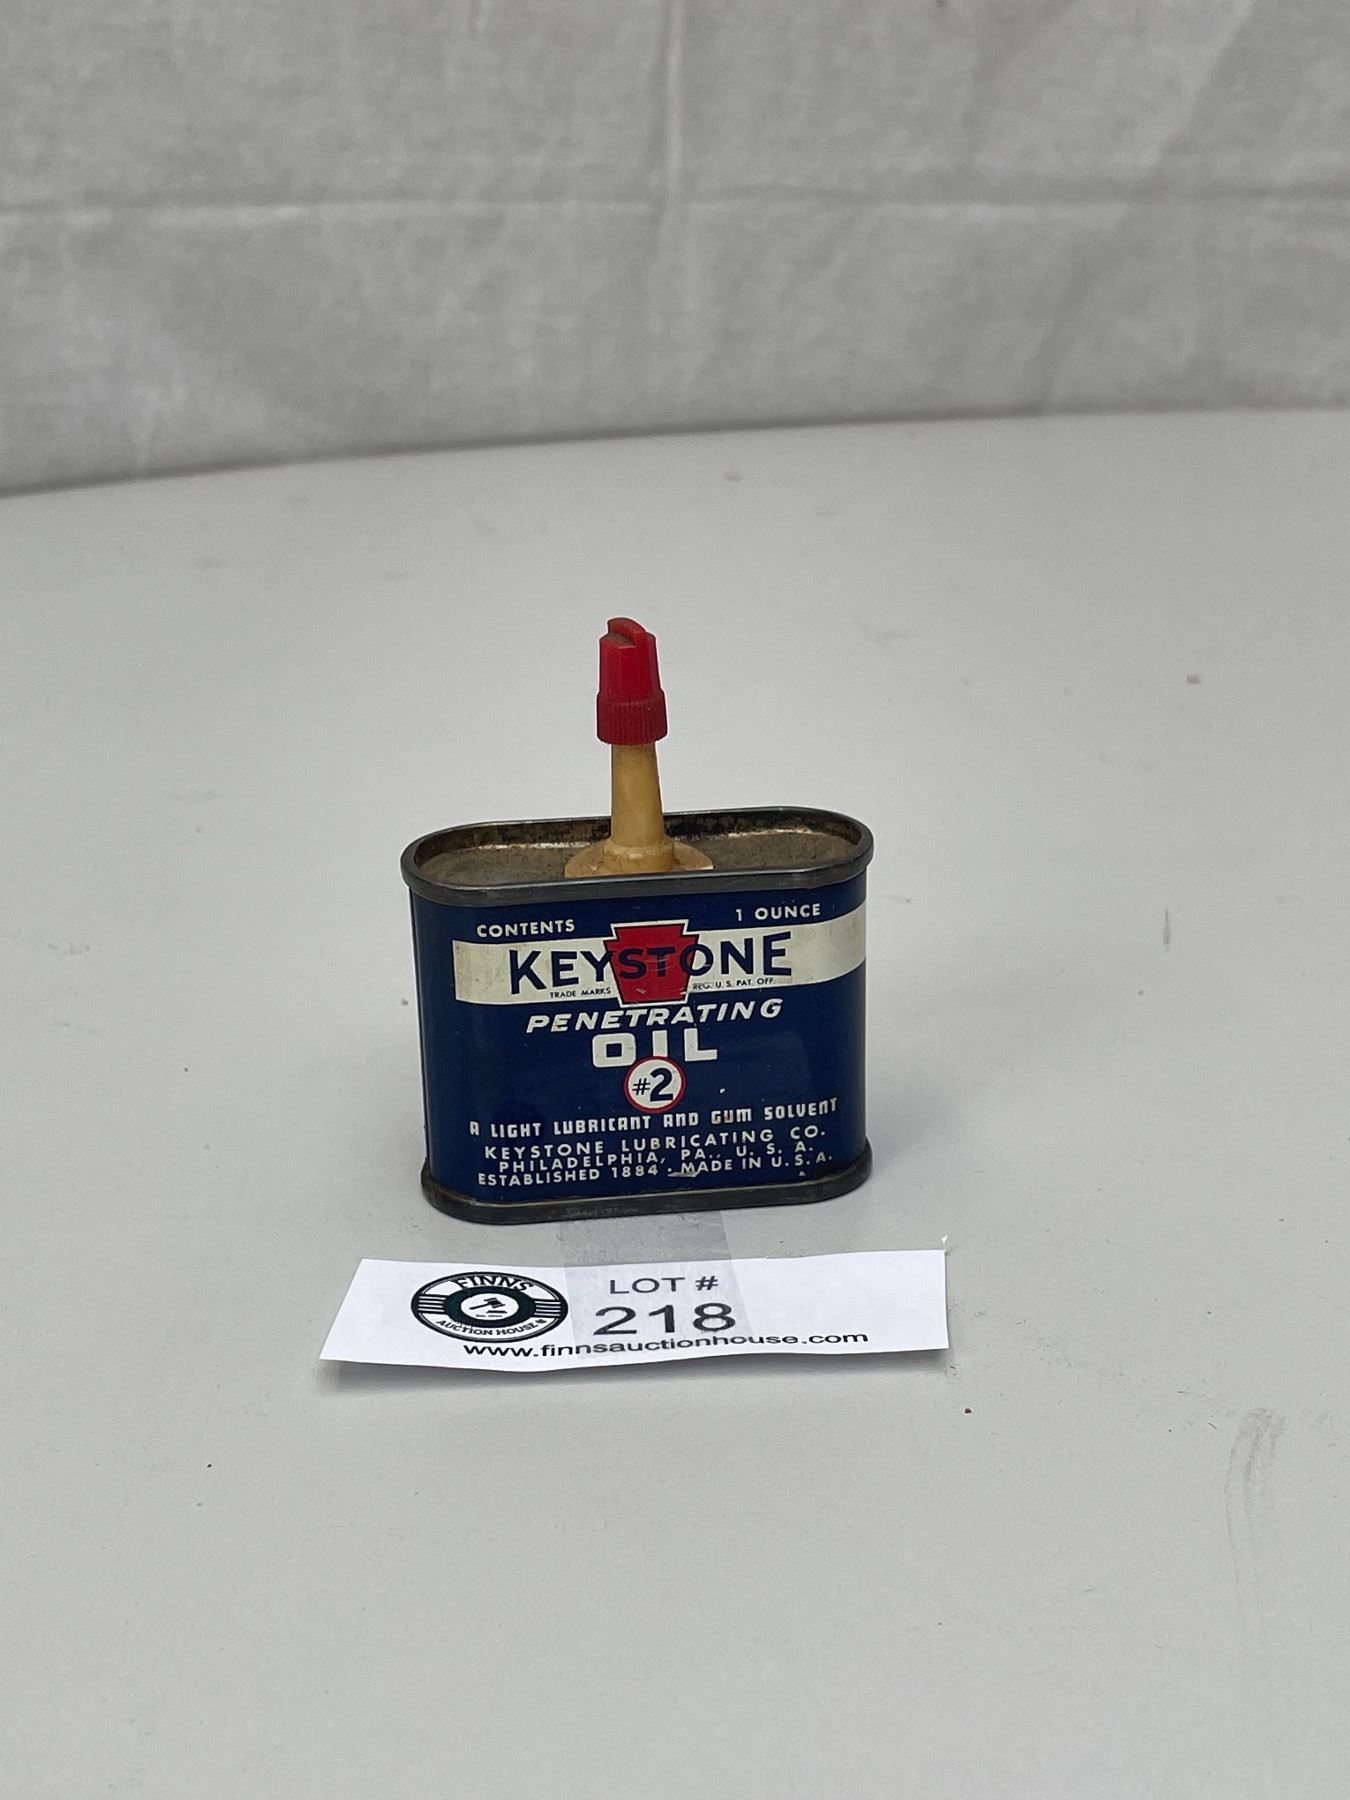 CONTENTS 1 OUNCE
KEYSTONE
TRADE MARKS REG. U. S. PAT. OFF.
PENETRATING
OIL
#2
A LIGHT LUBRICANT AND GUM SOLVENT
KEYSTONE LUBRICATING CO.
PHILADELPHIA, PA., U. S. A.
ESTABLISHED 1884 · MADE IN U. S. A.
FINNS
AUCTION HOUSE
LOT #
218
www.finnsauctionhouse.com